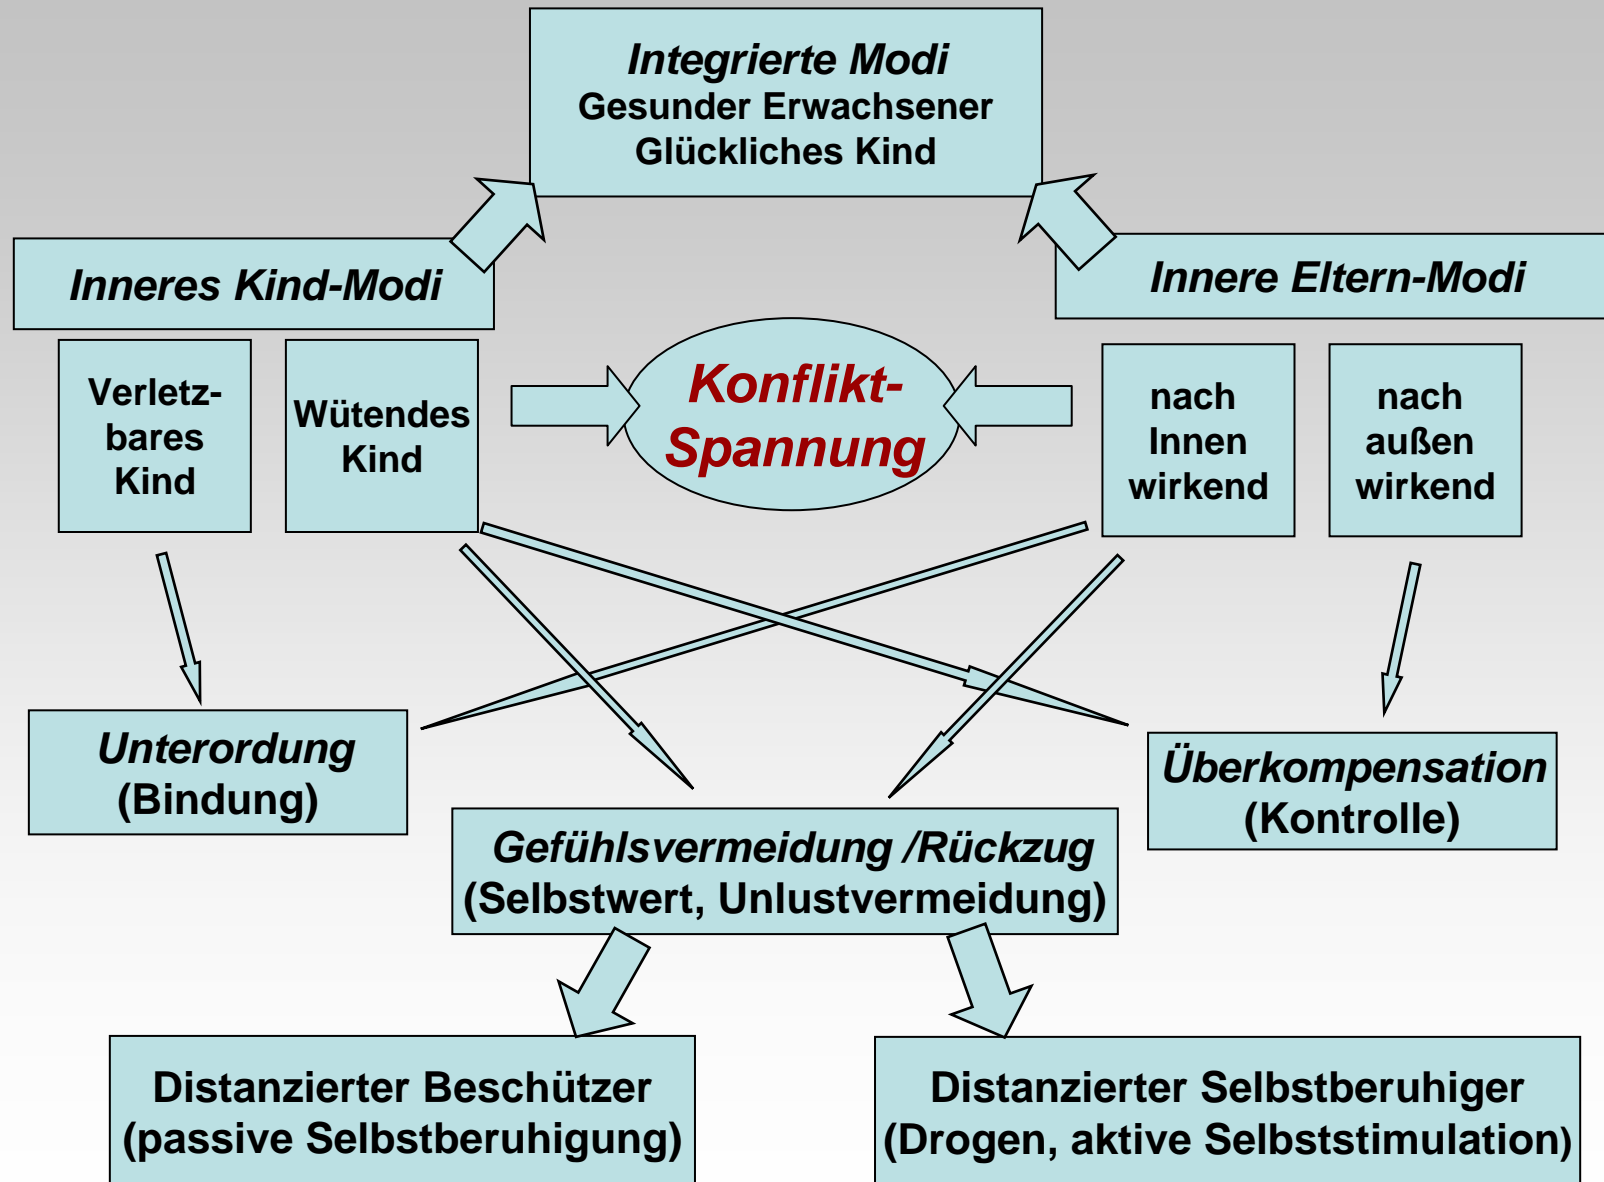 Integrierte Modi
Gesunder Erwachsener
Glückliches Kind
Inneres Kind-Modi
Innere Eltern-Modi
Verletz-
bares
Kind
Wütendes
Kind
Konflikt-
Spannung
nach
Innen
wirkend
nach
außen
wirkend
Unterordung
(Bindung)
Überkompensation
(Kontrolle)
Gefühlsvermeidung /Rückzug
(Selbstwert, Unlustvermeidung)
Distanzierter Beschützer
(passive Selbstberuhigung)
Distanzierter Selbstberuhiger
(Drogen, aktive Selbststimulation)